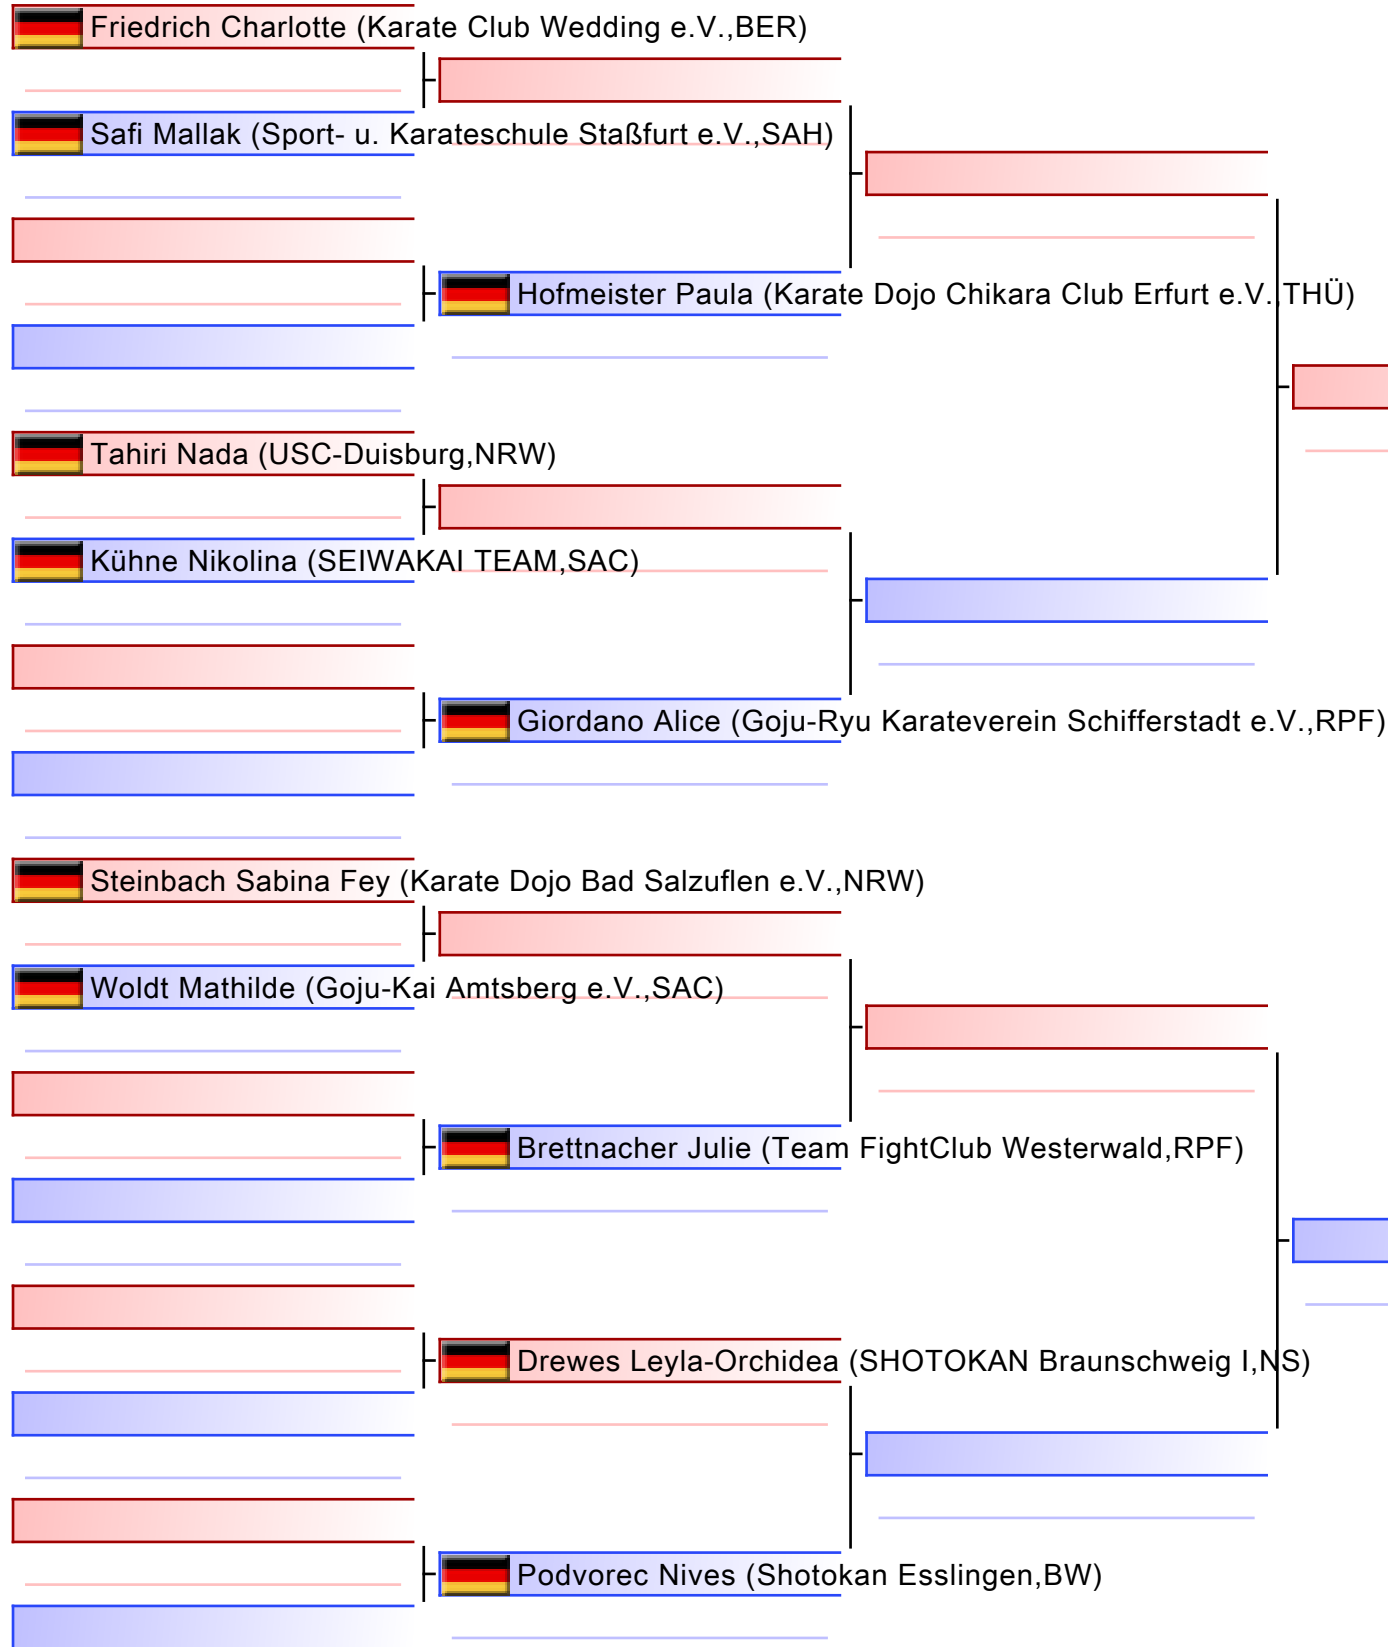 Friedrich Charlotte (Karate Club Wedding e.V.,BER)
Safi Mallak (Sport- u. Karateschule Staßfurt e.V.,SAH)
Hofmeister Paula (Karate Dojo Chikara Club Erfurt e.V.,THÜ)
Tahiri Nada (USC-Duisburg,NRW)
Kühne Nikolina (SEIWAKAI TEAM,SAC)
Giordano Alice (Goju-Ryu Karateverein Schifferstadt e.V.,RPF)
Steinbach Sabina Fey (Karate Dojo Bad Salzuflen e.V.,NRW)
Woldt Mathilde (Goju-Kai Amtsberg e.V.,SAC)
Brettnacher Julie (Team FightClub Westerwald,RPF)
Drewes Leyla-Orchidea (SHOTOKAN Braunschweig I,NS)
Podvorec Nives (Shotokan Esslingen,BW)